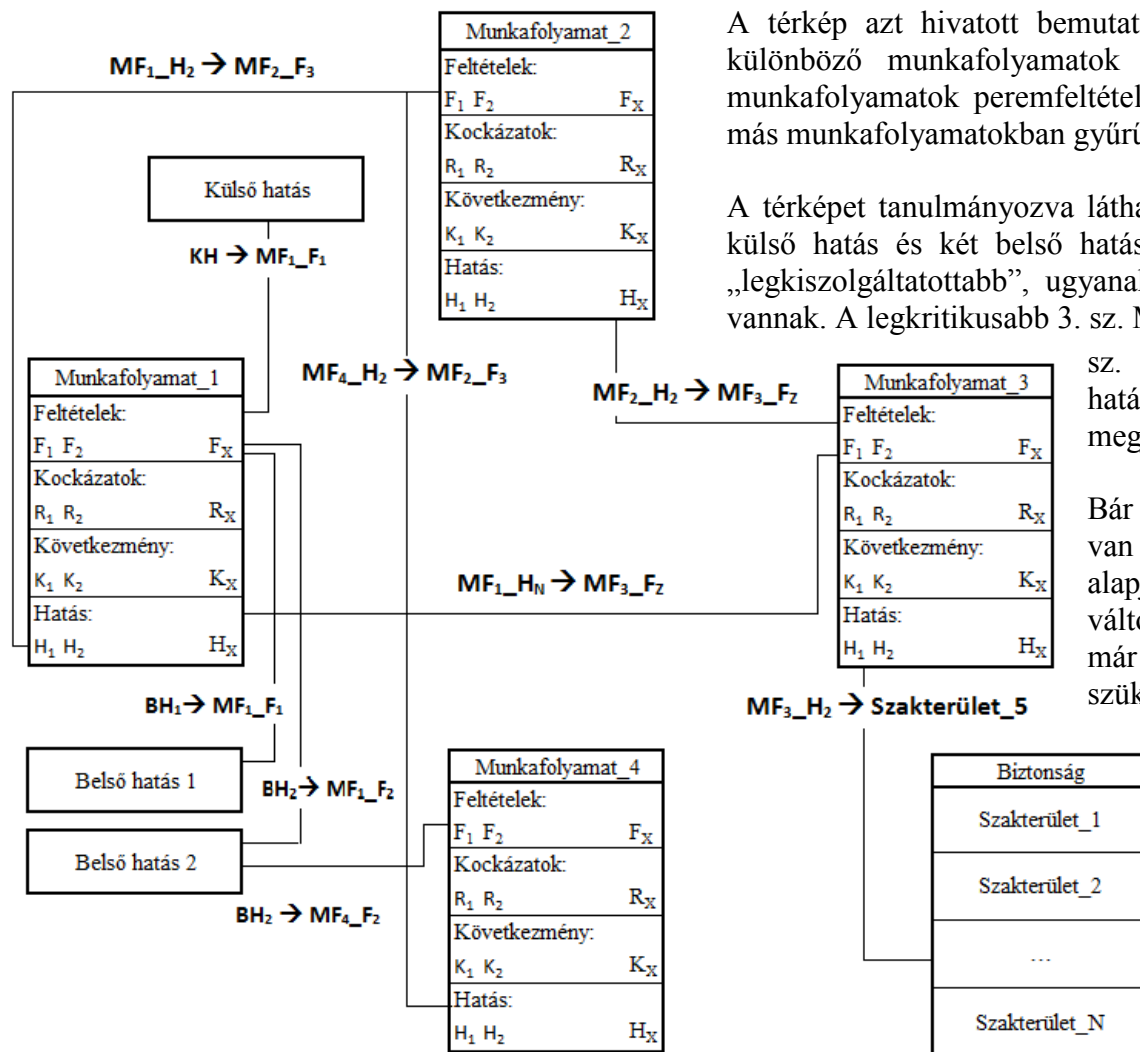 Munkafolyamat_2
MF₁_H₂ → MF₂_F₃
Feltételek:
F₁ F₂ Fₓ
Kockázatok:
R₁ R₂ Rₓ
Következmény:
K₁ K₂ Kₓ
Hatás:
H₁ H₂ Hₓ
Külső hatás
KH → MF₁_F₁
A térkép azt hivatott bemutat
különböző munkafolyamatok
munkafolyamatok peremfeltétel
más munkafolyamatokban gyűrű
A térképet tanulmányozva látha
külső hatás és két belső hatás
„legkiszolgáltatottabb”, ugyanal
vannak. A legkritikusabb 3. sz. M
sz.
hatá
meg
Bár
van
alapj
válto
már
szük
Munkafolyamat_1
Feltételek:
F₁ F₂ Fₓ
Kockázatok:
R₁ R₂ Rₓ
Következmény:
K₁ K₂ Kₓ
Hatás:
H₁ H₂ Hₓ
MF₄_H₂ → MF₂_F₃
MF₂_H₂ → MF₃_F_Z
Munkafolyamat_3
Feltételek:
F₁ F₂ Fₓ
Kockázatok:
R₁ R₂ Rₓ
Következmény:
K₁ K₂ Kₓ
Hatás:
H₁ H₂ Hₓ
MF₁_H_N → MF₃_F_Z
BH₁→ MF₁_F₁
MF₃_H₂ → Szakterület_5
Belső hatás 1
BH₂→ MF₁_F₂
Belső hatás 2
BH₂ → MF₄_F₂
Munkafolyamat_4
Feltételek:
F₁ F₂ Fₓ
Kockázatok:
R₁ R₂ Rₓ
Következmény:
K₁ K₂ Kₓ
Hatás:
H₁ H₂ Hₓ
Biztonság
Szakterület_1
Szakterület_2
...
Szakterület_N